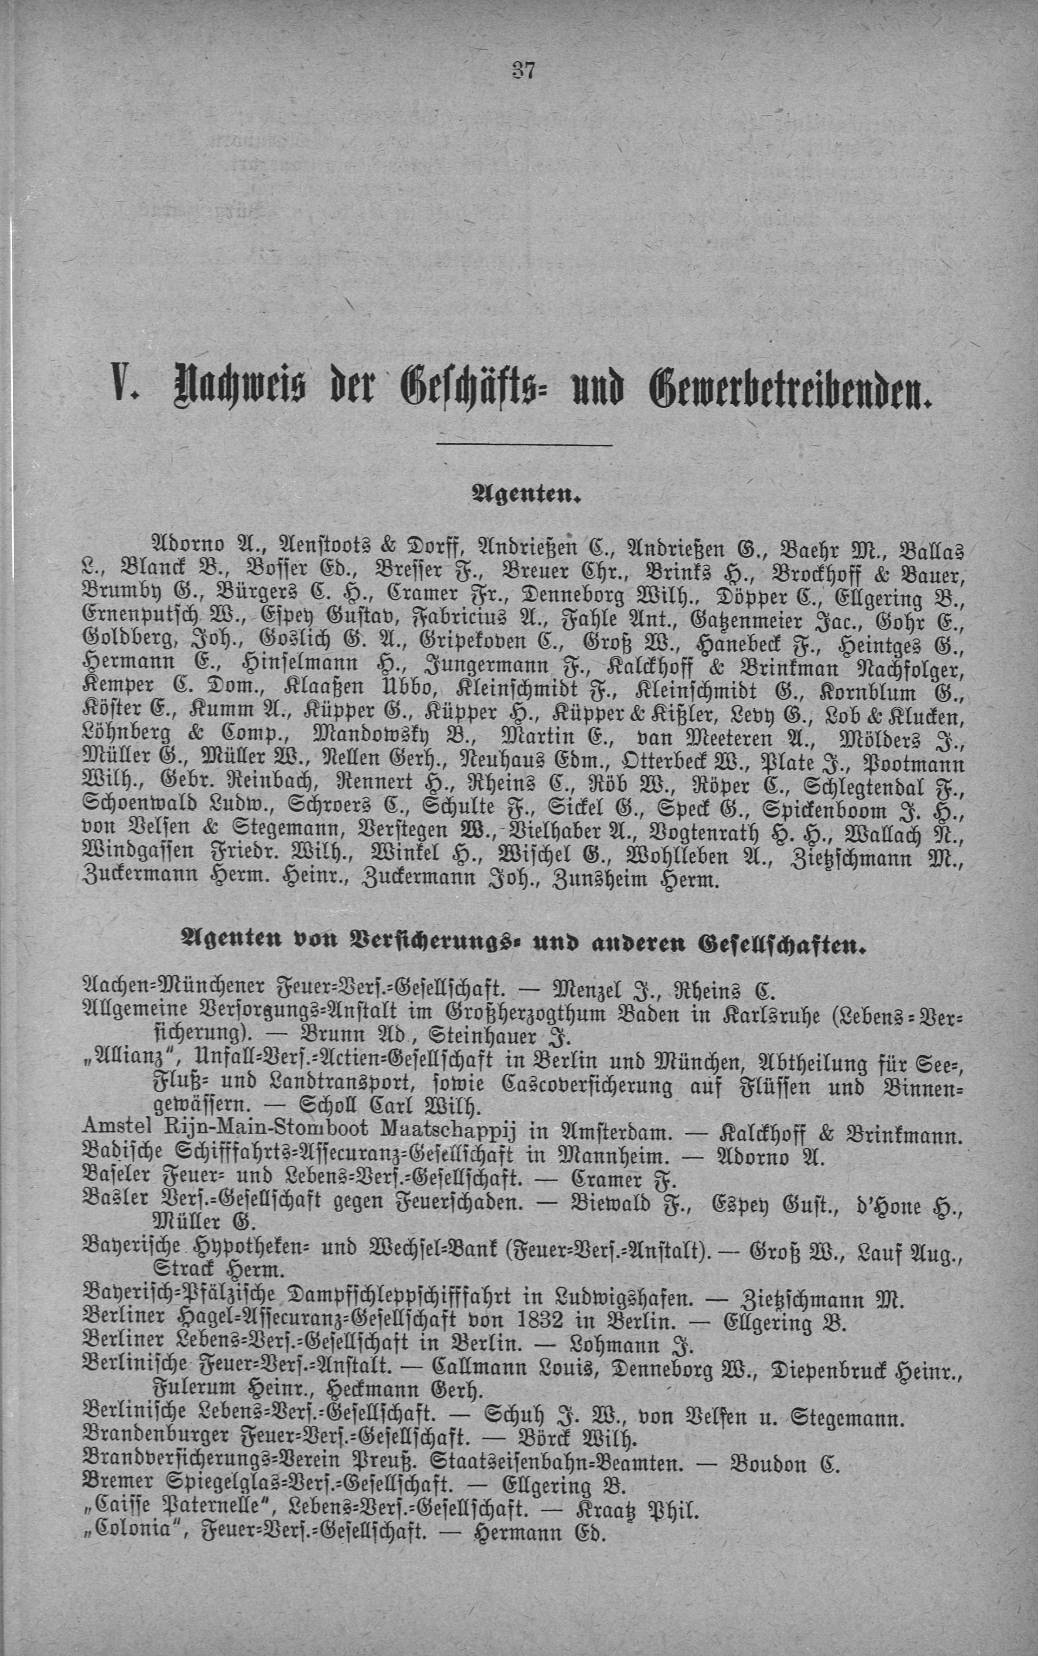 37
V. Nachweis der Geschäfts- und Gewerbetreibenden.
Agenten.
Adorno A., Aenstoots & Dorff, Andrießen C., Andrießen G., Baehr M., Ballas
L., Blanck B., Bosser Ed., Bresser F., Breuer Chr., Brinks H., Brockhoff & Bauer,
Brumby G., Bürgers C. H., Cramer Fr., Denneborg Wilh., Döpper C., Ellgering B.,
Ernenputsch W., Espey Gustav, Fabricius A., Fahle Ant., Gatzenmeier Jac., Gohr E.,
Goldberg, Joh., Goslich G. A., Gripekoven C., Groß W., Hanebeck F., Heintges G.,
Hermann E., Hinselmann H., Jungermann F., Kalckhoff & Brinkman Nachfolger,
Kemper C. Dom., Klaaßen Ubbo, Kleinschmidt F., Kleinschmidt G., Kornblum G.,
Köster E., Kumm A., Küpper G., Küpper H., Küpper & Kißler, Levy G., Lob & Klucken,
Löhnberg & Comp., Mandowsky B., Martin E., van Meeteren A., Mölders J.,
Müller G., Müller W., Nellen Gerh., Neuhaus Edm., Otterbeck W., Plate J., Pootmann
Wilh., Gebr. Reinbach, Rennert H., Rheins C., Röb W., Röper C., Schlegtendal F.,
Schoenwald Ludw., Schroers C., Schulte F., Sickel G., Speck G., Spickenboom J. H.,
von Velsen & Stegemann, Verstegen W., Vielhaber A., Vogtenrath H. H., Wallach N.,
Windgassen Friedr. Wilh., Winkel H., Wischel G., Wohlleben A., Zietzschmann M.,
Zuckermann Herm. Heinr., Zuckermann Joh., Zunsheim Herm.
Agenten von Versicherungs- und anderen Gesellschaften.
Aachen-Münchener Feuer-Vers.-Gesellschaft. — Menzel J., Rheins C.
Allgemeine Versorgungs-Anstalt im Großherzogthum Baden in Karlsruhe (Lebens-Ver-
sicherung). — Brunn Ad, Steinhauer J.
„Allianz“, Unfall-Vers.-Actien-Gesellschaft in Berlin und München, Abtheilung für See-,
Fluß- und Landtransport, sowie Cascoversicherung auf Flüssen und Binnen-
gewässern. — Scholl Carl Wilh.
Amstel Rijn-Main-Stomboot Maatschappij in Amsterdam. — Kalckhoff & Brinkmann.
Badische Schifffahrts-Assecuranz-Gesellschaft in Mannheim. — Adorno A.
Baseler Feuer- und Lebens-Vers.-Gesellschaft. — Cramer F.
Basler Vers.-Gesellschaft gegen Feuerschaden. — Biewald F., Espey Gust., d'Hone H.,
Müller G.
Bayerische Hypotheken- und Wechsel-Bank (Feuer-Vers.-Anstalt). — Groß W., Lauf Aug.,
Strack Herm.
Bayerisch-Pfälzische Dampfschleppschifffahrt in Ludwigshafen. — Zietzschmann M.
Berliner Hagel-Assecuranz-Gesellschaft von 1832 in Berlin. — Ellgering B.
Berliner Lebens-Vers.-Gesellschaft in Berlin. — Lohmann J.
Berlinische Feuer-Vers.-Anstalt. — Callmann Louis, Denneborg W., Diepenbruck Heinr.,
Fulerum Heinr., Heckmann Gerh.
Berlinische Lebens-Vers.-Gesellschaft. — Schuh J. W., von Velsen u. Stegemann.
Brandenburger Feuer-Vers.-Gesellschaft. — Börck Wilh.
Brandversicherungs-Verein Preuß. Staatseisenbahn-Beamten. — Boudon C.
Bremer Spiegelglas-Vers.-Gesellschaft. — Ellgering B.
„Caisse Paternelle“, Lebens-Vers.-Gesellschaft. — Kraatz Phil.
„Colonia“, Feuer-Vers.-Gesellschaft. — Hermann Ed.